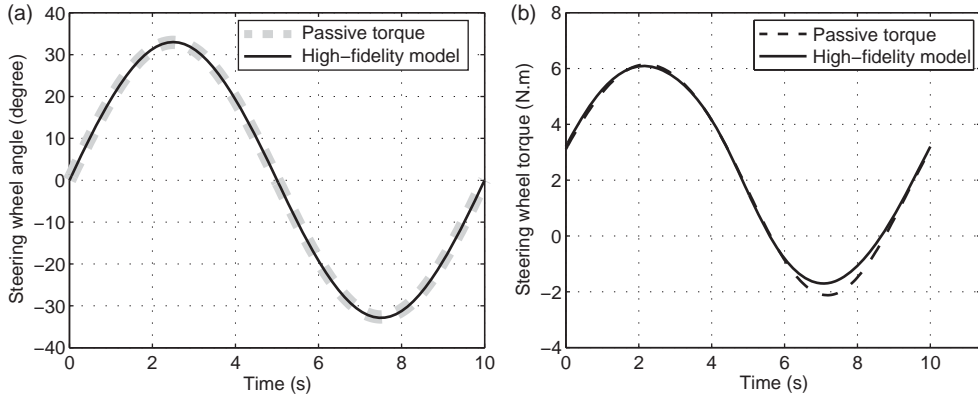 (a)
40
30
20
10
0
−10
−20
−30
−40
Steering wheel angle (degree)
Passive torque
High−fidelity model
0 2 4 6 8 10
Time (s)
(b)
8
6
4
2
0
−2
−4
Steering wheel torque (N.m)
Passive torque
High−fidelity model
0 2 4 6 8 10
Time (s)